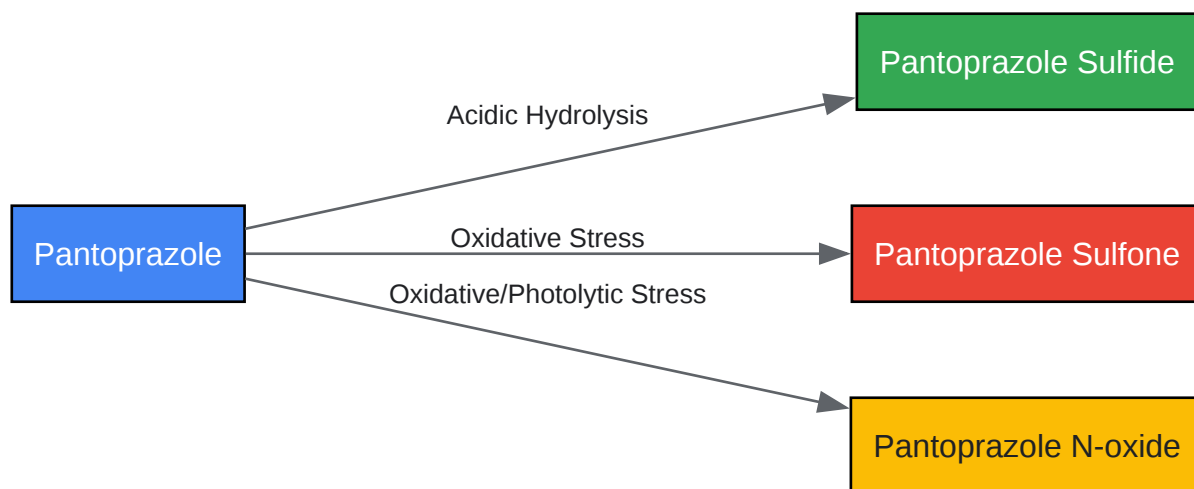 Pantoprazole Sulfide
Acidic Hydrolysis
Pantoprazole
Oxidative Stress
Pantoprazole Sulfone
Oxidative/Photolytic Stress
Pantoprazole N-oxide